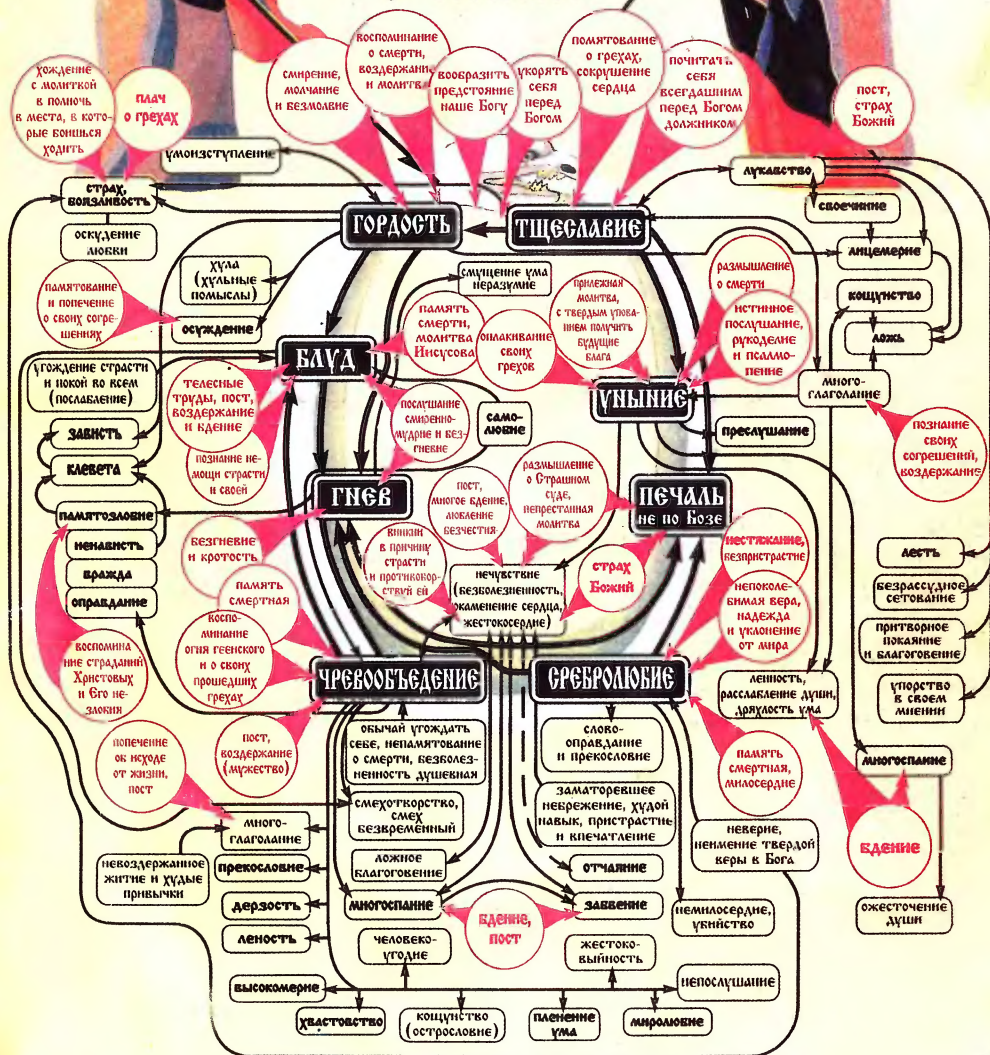 хождение
с молиткой
в полночь
в места, в кото-
рые боишься
ходить
плач
о грехах
смирение,
молчание
и безмолвие
воспоминание
о смерти,
воздержание
и молитва
вообразить
предстояние
наше Богу
укорять
себя
перед
Богом
помятование
о грехах,
сокрушение
сердца
почитать
себя
всегдашним
перед Богом
должником
пост,
страх
Божий
умоизступление
страх,
боязливость
оскудение
любви
ГОРДОСТЬ
ТЩЕСЛАВИЕ
лукавство
своечиние
лицемерие
хула
(хульные
помыслы)
смущение ума
неразумие
памятование
и попечение
о своих согре-
шениях
осуждение
память
смерти,
молитва
Иисусова
прилежная
молитва,
с твердым упова-
нием получить
будущие
блага
размышление
о смерти
кощунство
ложь
БЛУД
оплакивание
своих
грехов
истинное
послушание,
рукоделие
и псалмо-
пение
угождение страсти
и покой во всем
(послабление)
телесные
труды, пост,
воздержание
и бдение
УНЫНИЕ
много-
глаголание
послушание
смиренно-
мудрие и без-
гневие
само-
любие
преслушание
познание
своих
согрешений,
воздержание
зависть
клевета
познание не-
мощи страсти
и своей
размышление
о Страшном
суде,
непрестанная
молитва
ГНЕВ
пост,
многое бдение,
любление
безчестия
ПЕЧАЛЬ
не по Бозе
памятозлобие
ненависть
вражда
оправдание
безгневие
и кротость
вникни
в причину
страсти
и противобор-
ствуй ей
нечувствие
(безболезненность,
окаменение сердца,
жестокосердие)
страх
Божий
нестяжание,
безпристрастие
непоколе-
бимая вера,
надежда
и уклонение
от мира
лесть
безрассудное
сетование
притворное
покаяние
и благоговение
упорство
в своем
мнении
память
смертная
воспо-
минание
огня геенского
и о своих
прошедших
грехах
воспомина
ние страданий
Христовых
и Его не-
злобия
ЧРЕВООБЪЕДЕНИЕ
СРЕБРОЛЮБИЕ
леность,
расслабление души,
дряхлость ума
попечение
об исходе
от жизни,
пост
пост,
воздержание
(мужество)
обычай угождать
себе, непамятование
о смерти, безболез-
ненность душевная
слово-
оправдание
и прекословие
память
смертная,
милосердие
многоспание
смехотворство,
смех
безвременный
заматоревшее
небрежение, худой
навык, пристрастие
и впечатление
много-
глаголание
неверие,
неимение твердой
веры в Бога
бдение
невоздержанное
житие и худые
привычки
прекословие
ложное
благоговение
отчаяние
дерзость
многоспание
бдение,
пост
забвение
немилосердие,
убийство
ожесточение
души
леность
человеко-
угодие
жестоко-
выйность
высокомерие
непослушание
хвастовство
кощунство
(острословие)
пленение
ума
миролюбие